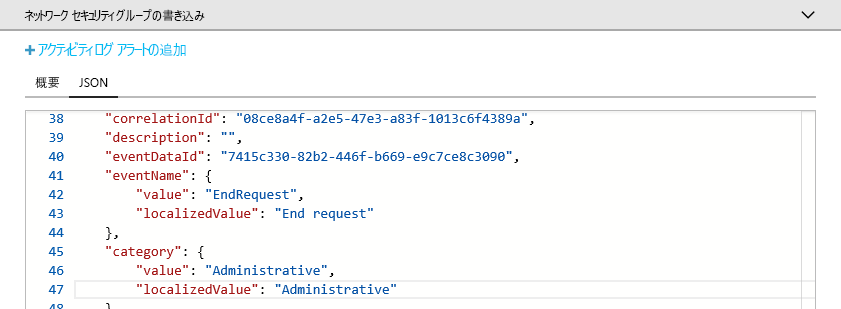 ネットワーク セキュリティ グループの書き込み
+ アクティビティログ アラートの追加
概要 JSON
38 "correlationId": "08ce8a4f-a2e5-47e3-a83f-1013c6f4389a",
39 "description": "",
40 "eventDataId": "7415c330-82b2-446f-b669-e9c7ce8c3090",
41 "eventName": {
42 "value": "EndRequest",
43 "localizedValue": "End request"
44 },
45 "category": {
46 "value": "Administrative",
47 "localizedValue": "Administrative"
48 }